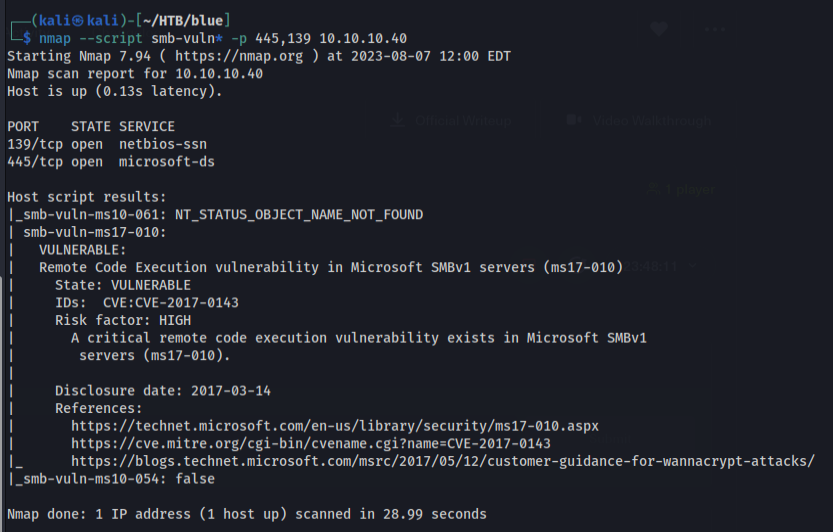 ┌──(kali㉿kali)-[~/HTB/blue]
└─$ nmap --script smb-vuln* -p 445,139 10.10.10.40
Starting Nmap 7.94 ( https://nmap.org ) at 2023-08-07 12:00 EDT
Nmap scan report for 10.10.10.40
Host is up (0.13s latency).
PORT    STATE SERVICE
Official Writeup    Video Walkthrough
139/tcp open  netbios-ssn
445/tcp open  microsoft-ds
1 player
Host script results:
|_smb-vuln-ms10-061: NT_STATUS_OBJECT_NAME_NOT_FOUND
| smb-vuln-ms17-010:
|   VULNERABLE:
|   Remote Code Execution vulnerability in Microsoft SMBv1 servers (ms17-010)
|     State: VULNERABLE
|     IDs:  CVE:CVE-2017-0143
|     Risk factor: HIGH
|       A critical remote code execution vulnerability exists in Microsoft SMBv1
|        servers (ms17-010).
|
|     Disclosure date: 2017-03-14
|     References:
|       https://technet.microsoft.com/en-us/library/security/ms17-010.aspx
|       https://cve.mitre.org/cgi-bin/cvename.cgi?name=CVE-2017-0143
|_      https://blogs.technet.microsoft.com/msrc/2017/05/12/customer-guidance-for-wannacrypt-attacks/
|_smb-vuln-ms10-054: false
Nmap done: 1 IP address (1 host up) scanned in 28.99 seconds